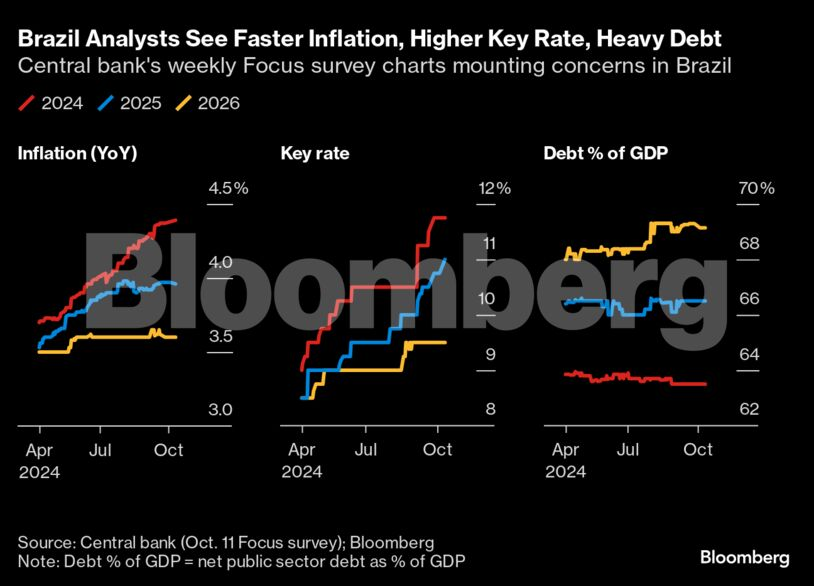 Brazil Analysts See Faster Inflation, Higher Key Rate, Heavy Debt
Central bank's weekly Focus survey charts mounting concerns in Brazil
2024 2025 2026
Inflation (YoY)
4.5%
4.0
3.5
3.0
Apr Jul Oct
2024
Key rate
12%
11
10
9
8
Apr Jul Oct
2024
Debt % of GDP
70%
68
66
64
62
Apr Jul Oct
2024
Bloomberg
Source: Central bank (Oct. 11 Focus survey); Bloomberg
Note: Debt % of GDP = net public sector debt as % of GDP
Bloomberg